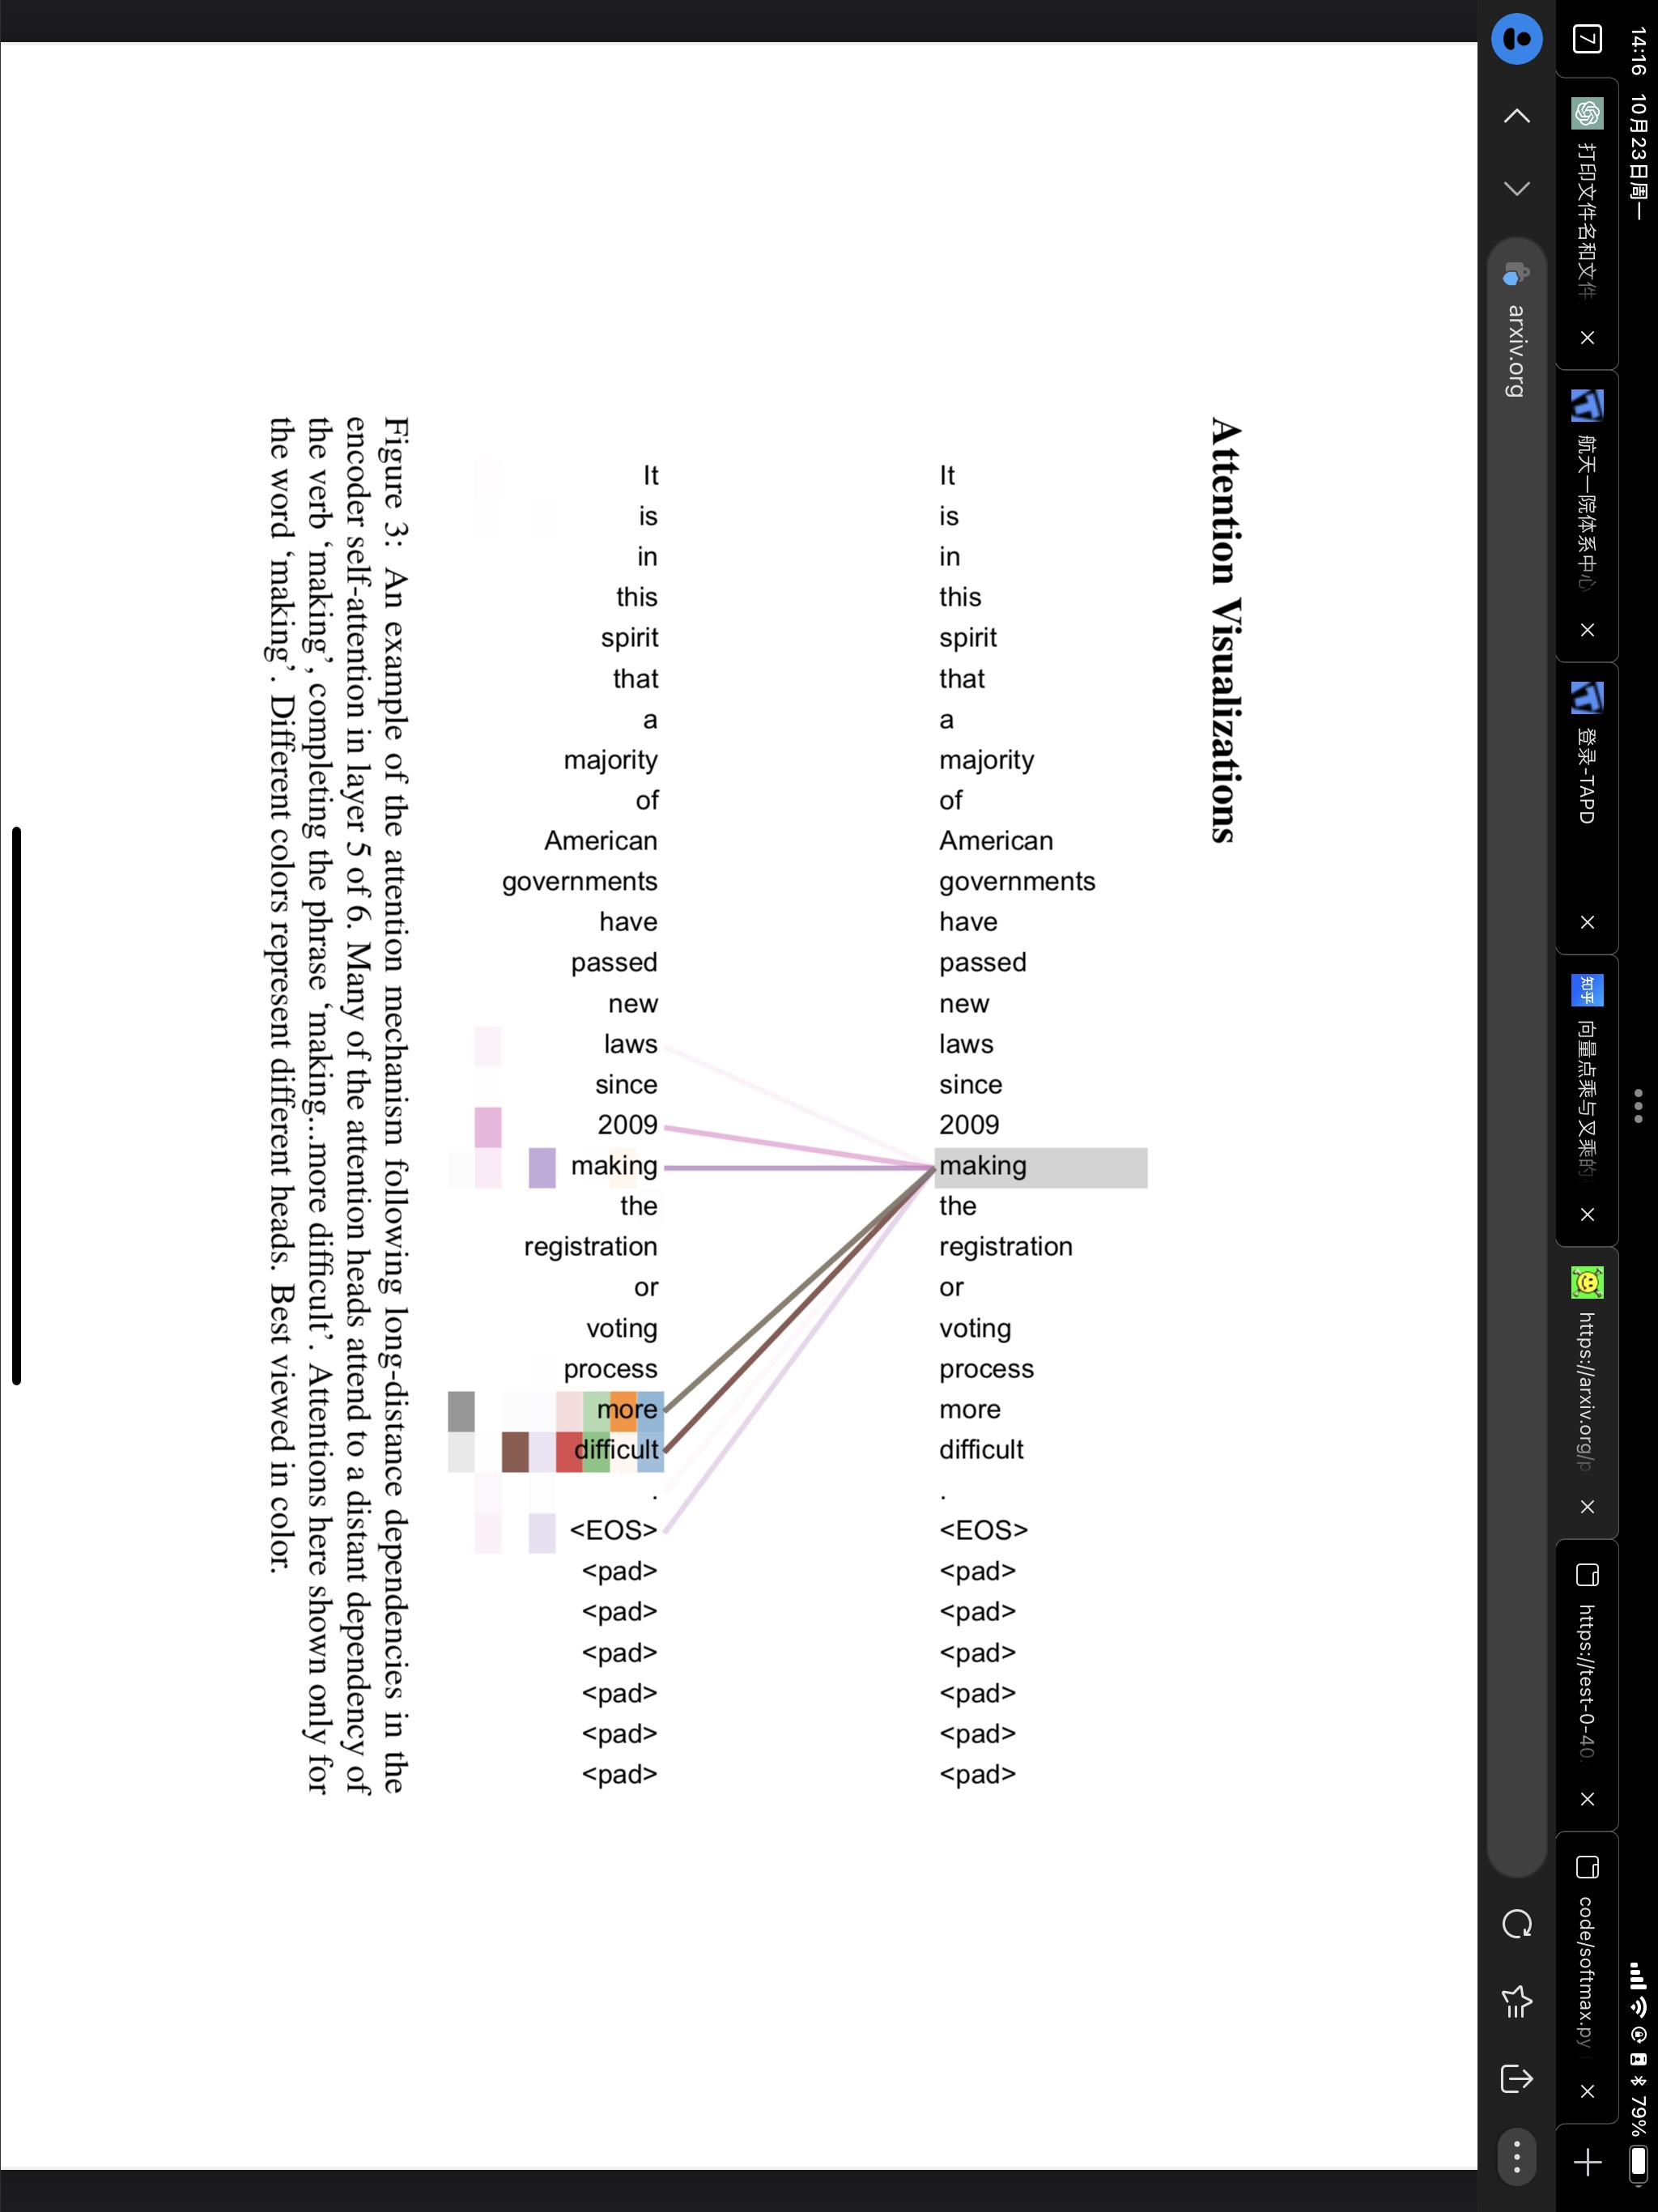 14:16 10月23日周一
79%
7
打印文件名和文件
航天一院体系中心
登录-TAPD
知乎 向量点乘与叉乘的
https://arxiv.org/p
https://test-0-40.
code/softmax.py
arxiv.org
Attention Visualizations
It
is
in
this
spirit
that
a
majority
of
American
governments
have
passed
new
laws
since
2009
making
the
registration
or
voting
process
more
difficult
.
<EOS>
<pad>
<pad>
<pad>
<pad>
<pad>
<pad>
It
is
in
this
spirit
that
a
majority
of
American
governments
have
passed
new
laws
since
2009
making
the
registration
or
voting
process
more
difficult
.
<EOS>
<pad>
<pad>
<pad>
<pad>
<pad>
<pad>
Figure 3: An example of the attention mechanism following long-distance dependencies in the
encoder self-attention in layer 5 of 6. Many of the attention heads attend to a distant dependency of
the verb ‘making’, completing the phrase ‘making...more difficult’. Attentions here shown only for
the word ‘making’. Different colors represent different heads. Best viewed in color.